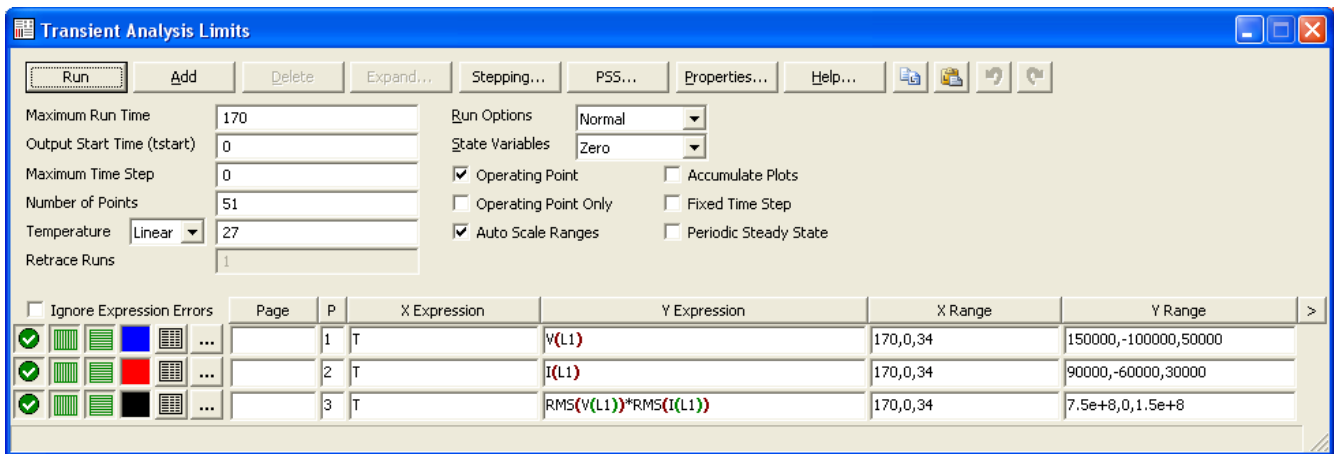 Transient Analysis Limits
Run Add Delete Expand... Stepping... PSS... Properties... Help...
Maximum Run Time 170 Run Options Normal
Output Start Time (tstart) 0 State Variables Zero
Maximum Time Step 0 Operating Point Accumulate Plots
Number of Points 51 Operating Point Only Fixed Time Step
Temperature Linear 27 Auto Scale Ranges Periodic Steady State
Retrace Runs 1
Ignore Expression Errors Page P X Expression Y Expression X Range Y Range >
... 1 T V(L1) 170,0,34 150000,-100000,50000
... 2 T I(L1) 170,0,34 90000,-60000,30000
... 3 T RMS(V(L1))*RMS(I(L1)) 170,0,34 7.5e+8,0,1.5e+8